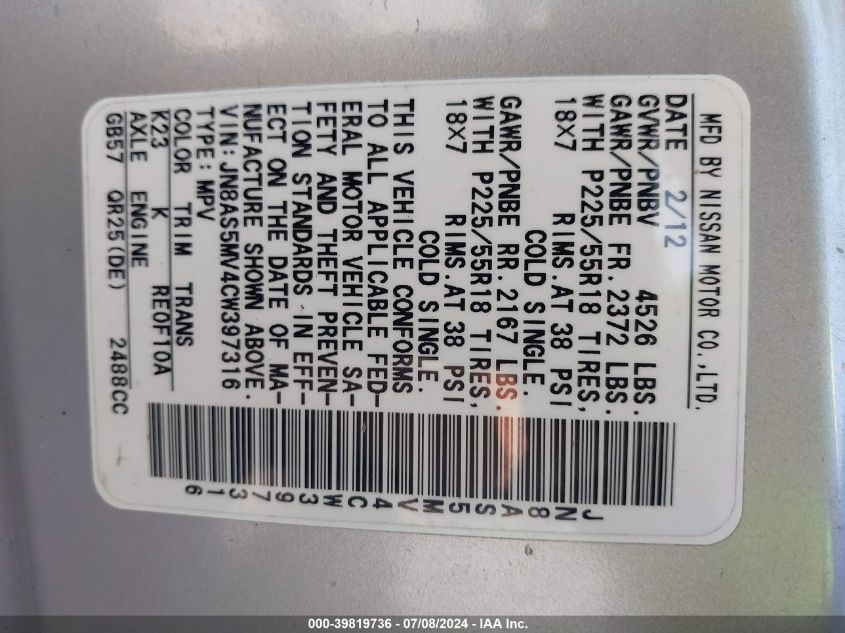 MFD BY NISSAN MOTOR CO.,LTD.
DATE 2/12
GVWR/PNBV 4526 LBS.
GAWR/PNBE FR. 2372 LBS.
WITH P225/55R18 TIRES,
18X7 RIMS.AT 38 PSI
COLD SINGLE.
GAWR/PNBE RR. 2167 LBS.
WITH P225/55R18 TIRES,
18X7 RIMS.AT 38 PSI
COLD SINGLE.
THIS VEHICLE CONFORMS
TO ALL APPLICABLE FED-
ERAL MOTOR VEHICLE SA-
FETY AND THEFT PREVEN-
TION STANDARDS IN EFF-
ECT ON THE DATE OF MA-
NUFACTURE SHOWN ABOVE.
VIN: JN8AS5MV4CW397316
TYPE: MPV
COLOR TRIM TRANS
K23 K RE0F10A
AXLE ENGINE
GB57 QR25(DE) 2488CC
JN8AS5MV4CW397316
000-39819736 - 07/08/2024 - IAA Inc.